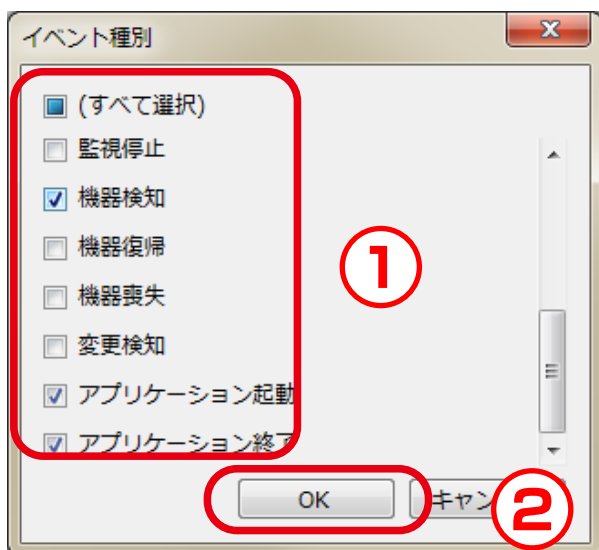 イベント種別
(すべて選択)
監視停止
機器検知
機器復帰
機器喪失
変更検知
アプリケーション起動
アプリケーション終了
1
OK
キャン
2